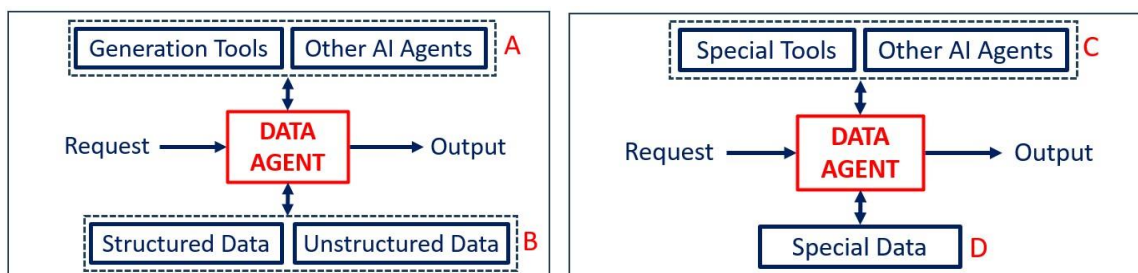 Generation Tools
Other AI Agents
A
Request
DATA
AGENT
Output
Structured Data
Unstructured Data
B
Special Tools
Other AI Agents
C
Request
DATA
AGENT
Output
Special Data
D